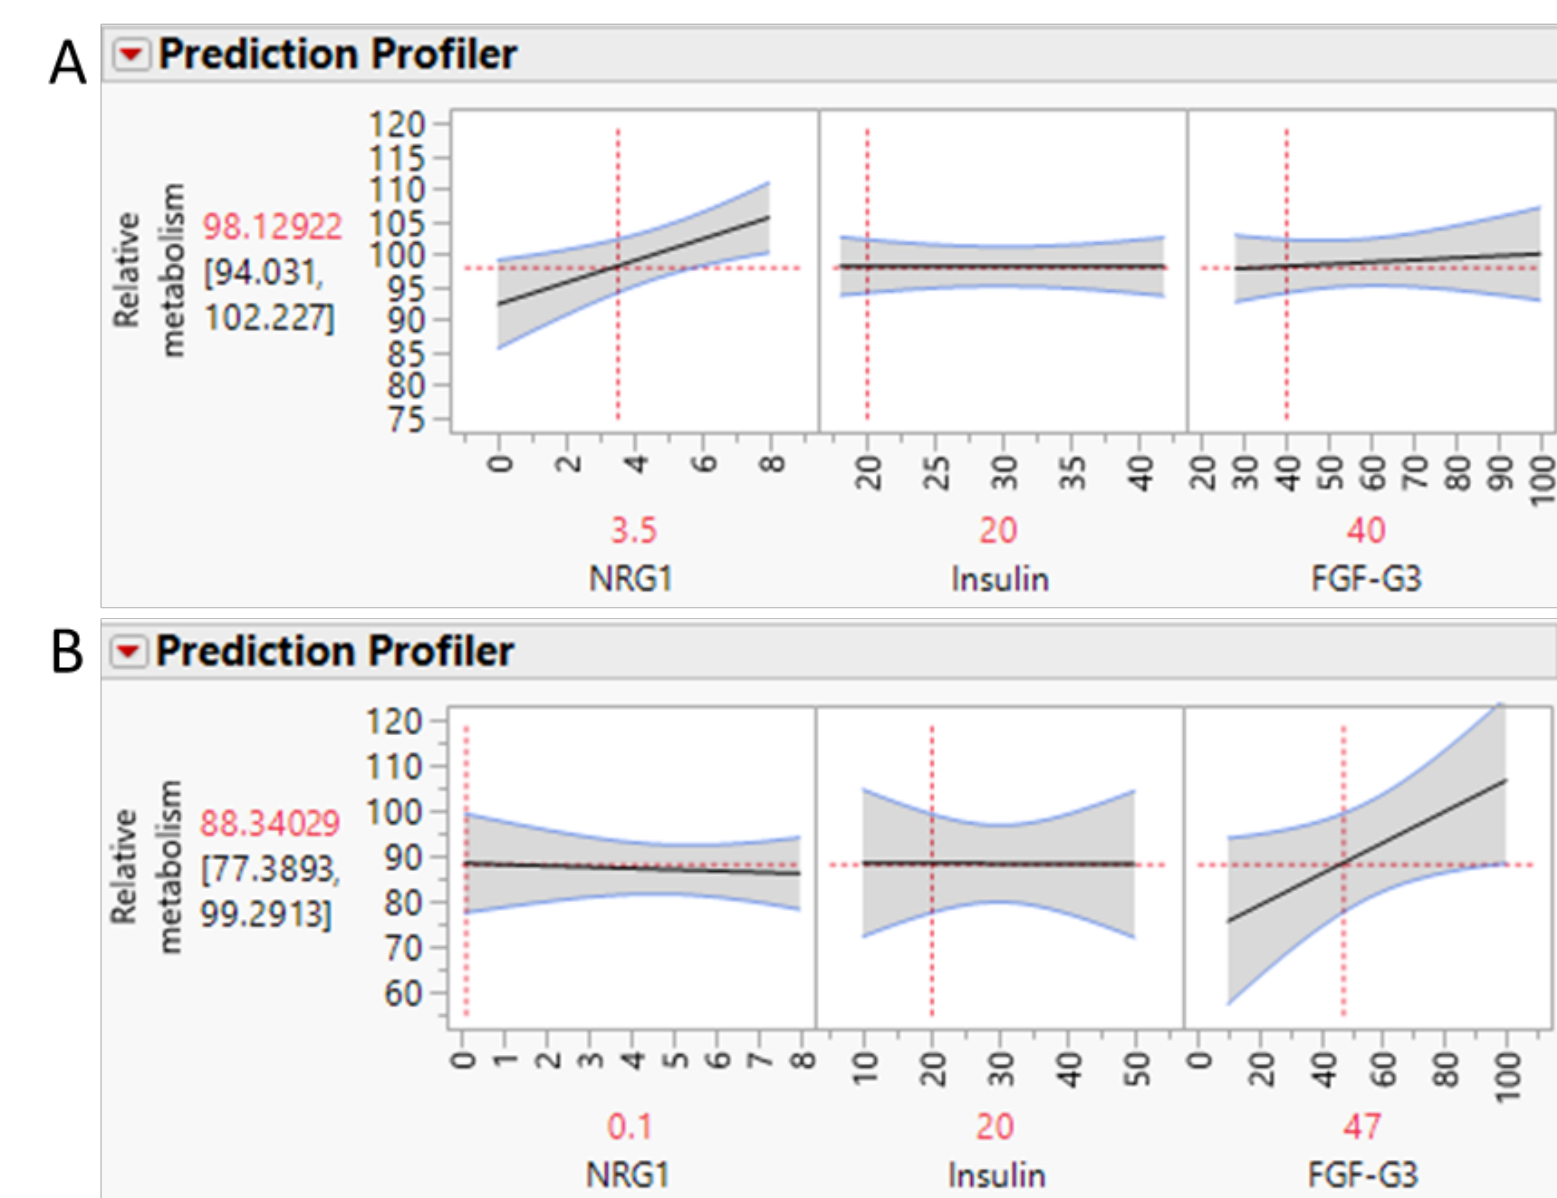 A
Prediction Profiler
Relative
metabolism
98.12922
[94.031,
102.227]
120
115
110
105
100
95
90
85
80
75
0 2 4 6 8
20 25 30 35 40
20 30 40 50 60 70 80 90 100
3.5 20 40
NRG1 Insulin FGF-G3
B
Prediction Profiler
Relative
metabolism
88.34029
[77.3893,
99.2913]
120
110
100
90
80
70
60
0 1 2 3 4 5 6 7 8
10 20 30 40 50
0 20 40 60 80 100
0.1 20 47
NRG1 Insulin FGF-G3